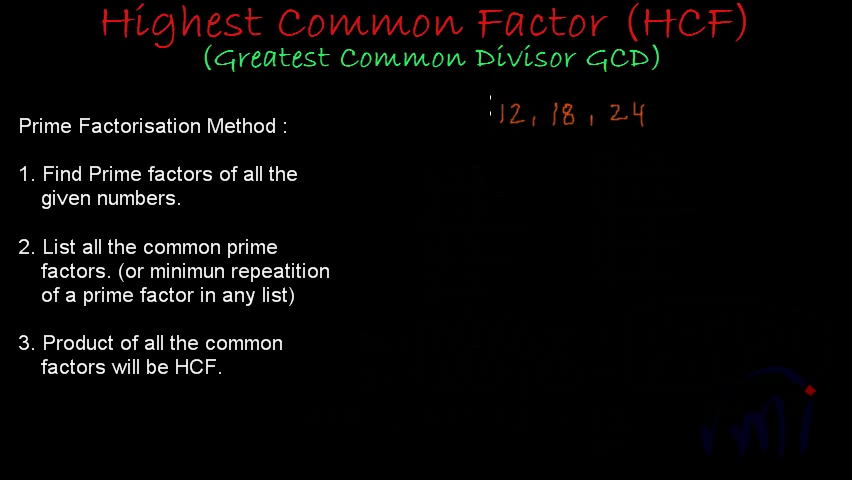 Highest Common Factor (HCF)
(Greatest Common Divisor GCD)
12, 18, 24
Prime Factorisation Method :
1. Find Prime factors of all the
given numbers.
2. List all the common prime
factors. (or minimun repeatition
of a prime factor in any list)
3. Product of all the common
factors will be HCF.